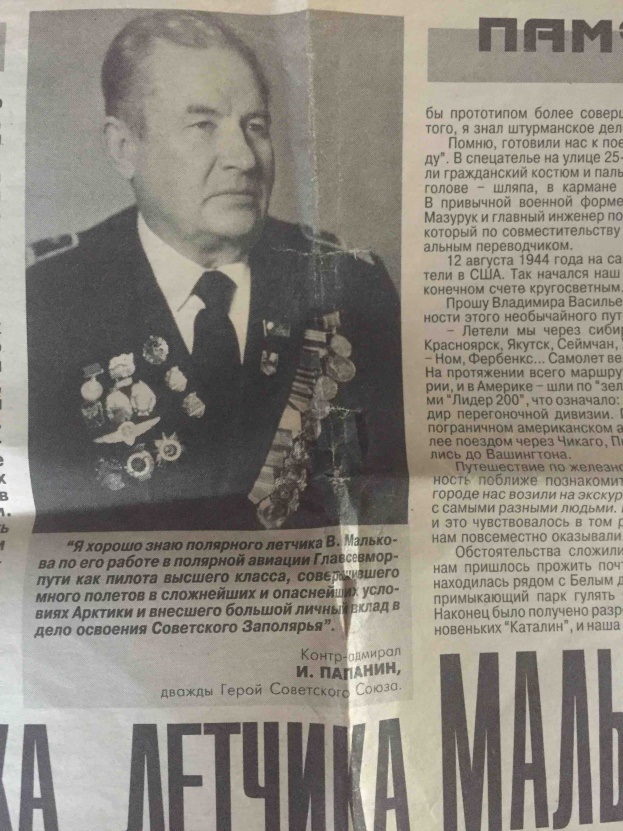 ПАМ
бы прототипом более соверш
того, я знал штурманское дел
Помню, готовили нас к пое
ду". В спецателье на улице 25-
ли гражданский костюм и паль
голове – шляпа, в кармане
В привычной военной форме
Мазурук и главный инженер по
который по совместительству
альным переводчиком.
12 августа 1944 года на са
тели в США. Так начался наш
конечном счете кругосветным.
Прошу Владимира Василье
ности этого необычайного пут
– Летели мы через сибир
Красноярск, Якутск, Сеймчан,
– Ном, Фербенкс... Самолет ве
На протяжении всего маршру
рии, и в Америке – шли по "зел
ми "Лидер 200", что означало:
дир перегоночной дивизии.
пограничном американском а
лее поездом через Чикаго, Пи
лись до Вашингтона.
Путешествие по железно
ность поближе познакомит
городе нас возили на экскур
с самыми разными людьми.
и это чувствовалось в том р
нам повсеместно оказывали.
Обстоятельства сложили
нам пришлось прожить почт
находилась рядом с Белым д
примыкающий парк гулять
Наконец было получено разре
новеньких "Каталин", и наша
"Я хорошо знаю полярного летчика В. Малько-
ва по его работе в полярной авиации Главсевмор-
пути как пилота высшего класса, совершившего
много полетов в сложнейших и опаснейших усло-
виях Арктики и внесшего большой личный вклад в
дело освоения Советского Заполярья".
Контр-адмирал
И. ПАПАНИН,
дважды Герой Советского Союза.
КА ЛЕТЧИКА МАЛЬ